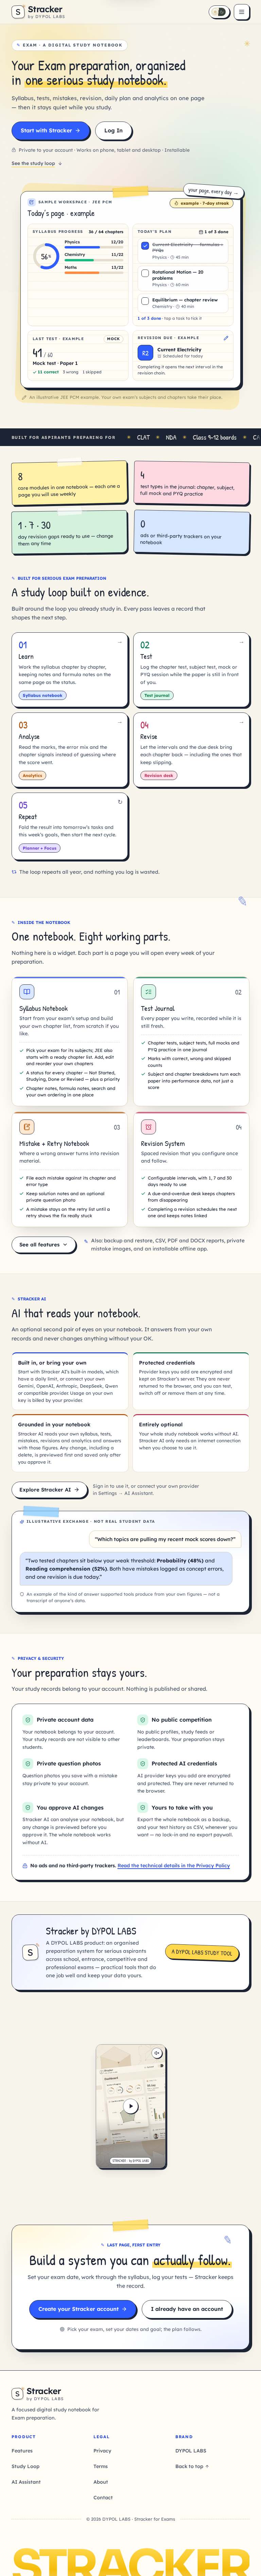 Stracker
by DYPOL LABS
EXAM · A DIGITAL STUDY NOTEBOOK
Your Exam preparation, organized
in one serious study notebook.
Syllabus, tests, mistakes, revision, daily plan and analytics on one page
— then it stays quiet while you study.
Start with Stracker →
Log In
Private to your account · Works on phone, tablet and desktop · Installable
See the study loop ↓
your page, every day →
SAMPLE WORKSPACE · JEE PCM
example · 7-day streak
Today's page · example
SYLLABUS PROGRESS 36 / 64 chapters
56%
Physics 12/20
Chemistry 11/20
Maths 13/22
TODAY'S PLAN 1 of 3 done
Current Electricity — formulas +
PYQs
Physics · 45 min
Rotational Motion — 20
problems
Physics · 60 min
Equilibrium — chapter review
Chemistry · 40 min
1 of 3 done · tap a task to tick it
LAST TEST · EXAMPLE MOCK
41 / 60
Mock test · Paper 1
✓ 11 correct 3 wrong 1 skipped
REVISION DUE · EXAMPLE
R2
Current Electricity
Scheduled for today
Completing it opens the next interval in the
revision chain.
An illustrative JEE PCM example. Your own exam's subjects and chapters take their place.
BUILT FOR ASPIRANTS PREPARING FOR
CLAT
NDA
Class 9–12 boards
8
core modules in one notebook — each one a
page you will use weekly
4
test types in the journal: chapter, subject,
full mock and PYQ practice
1 · 7 · 30
day revision gaps ready to use — change
them any time
0
ads or third-party trackers on your
notebook
BUILT FOR SERIOUS EXAM PREPARATION
A study loop built on evidence.
Built around the loop you already study in. Every pass leaves a record that
shapes the next step.
01 →
Learn
Work the syllabus chapter by chapter,
keeping notes and formula notes on the
same page as the status.
Syllabus notebook
02 →
Test
Log the chapter test, subject test, mock or
PYQ session while the paper is still in front
of you.
Test journal
03 →
Analyse
Read the marks, the error mix and the
chapter signals instead of guessing where
the score went.
Analytics
04 →
Revise
Let the intervals and the due desk bring
each chapter back — including the ones that
keep slipping.
Revision desk
05 ↻
Repeat
Fold the result into tomorrow's tasks and
this week's goals, then start the next cycle.
Planner + Focus
The loop repeats all year, and nothing you log is wasted.
INSIDE THE NOTEBOOK
One notebook. Eight working parts.
Nothing here is a widget. Each part is a page you will open every week of your
preparation.
01
Syllabus Notebook
Start from your exam's setup and build
your own chapter list, from scratch if you
like.
✓ Pick your exam for its subjects; JEE also
starts with a ready chapter list. Add, edit
and reorder your own chapters
✓ A status for every chapter — Not Started,
Studying, Done or Revised — plus a priority
✓ Chapter notes, formula notes, search and
your own ordering in one place
02
Test Journal
Every paper you write, recorded while it is
still fresh.
✓ Chapter tests, subject tests, full mocks and
PYQ practice in one journal
✓ Marks with correct, wrong and skipped
counts
✓ Subject and chapter breakdowns turn each
paper into performance data, not just a
score
03
Mistake + Retry Notebook
Where a wrong answer turns into revision
material.
✓ File each mistake against its chapter and
error type
✓ Keep solution notes and an optional
private question photo
✓ A mistake stays on the retry list until a
retry shows the fix really stuck
04
Revision System
Spaced revision that you configure once
and follow.
✓ Configurable intervals, with 1, 7 and 30
days ready to use
✓ A due-and-overdue desk keeps chapters
from disappearing
✓ Completing a revision schedules the next
one and keeps notes linked
See all features
Also: backup and restore, CSV, PDF and DOCX reports, private
mistake images, and an installable offline app.
STRACKER AI
AI that reads your notebook.
An optional second pair of eyes on your notebook. It answers from your own
records and never changes anything without your OK.
Built in, or bring your own
Start with Stracker AI's built-in models, which
have a daily limit, or connect your own
Gemini, OpenAI, Anthropic, DeepSeek, Qwen
or compatible provider. Usage on your own
key is billed by your provider.
Protected credentials
Provider keys you add are encrypted and
kept on Stracker's servers. They are never
returned to the browser, and you can test,
switch off or remove them at any time.
Grounded in your notebook
Stracker AI reads your own syllabus, tests,
mistakes, revisions and analytics and answers
with those figures. Any change, including a
delete, is previewed first and applied only
when you confirm it.
Entirely optional
Your whole study notebook works without AI.
Stracker AI only needs an internet connection
when you choose to use it.
Explore Stracker AI →
Sign in to use it, or connect your own provider
in Settings → AI Assistant.
ILLUSTRATIVE EXCHANGE · NOT REAL STUDENT DATA
“Which topics are pulling my recent mock scores down?”
“Two tested chapters sit below your weak threshold: Probability (48%) and
Reading comprehension (52%). Both have mistakes logged as concept errors,
and one revision is due today.”
An example of the kind of answer supported tools produce from your own figures — not a
transcript of anyone's data.
PRIVACY & SECURITY
Your preparation stays yours.
Your study records belong to your account. Nothing is published or shared.
Private account data
Your notebook belongs to your account.
Your study records are not visible to other
students.
No public competition
No public profiles, study feeds or
leaderboards. Your preparation stays
private.
Private question photos
Question photos you save with a mistake
stay private to your account.
Protected AI credentials
AI provider keys you add are encrypted
and protected. They are never returned to
the browser.
You approve AI changes
Stracker AI can analyse your notebook, but
any change is previewed before you
approve it. The whole notebook works
without AI.
Yours to take with you
Export the whole notebook as a backup,
and your test history as CSV, whenever you
want — no lock-in and no export paywall.
No ads and no third-party trackers. Read the technical details in the Privacy Policy
Stracker by DYPOL LABS
A DYPOL LABS product: an organised
preparation system for serious aspirants
across school, entrance, competitive and
professional exams — practical tools that do
one job well and keep your data yours.
A DYPOL LABS STUDY TOOL
Dashboard
STRACKER · by DYPOL LABS
LAST PAGE, FIRST ENTRY
Build a system you can actually follow.
Set your exam date, work through the syllabus, log your tests — Stracker keeps
the record.
Create your Stracker account →
I already have an account
Pick your exam, set your dates and goals; the plan follows.
Stracker
by DYPOL LABS
A focused digital study notebook for
Exam preparation.
PRODUCT
Features
Study Loop
AI Assistant
LEGAL
Privacy
Terms
About
Contact
BRAND
DYPOL LABS
Back to top ↑
© 2026 DYPOL LABS · Stracker for Exams
STRACKER